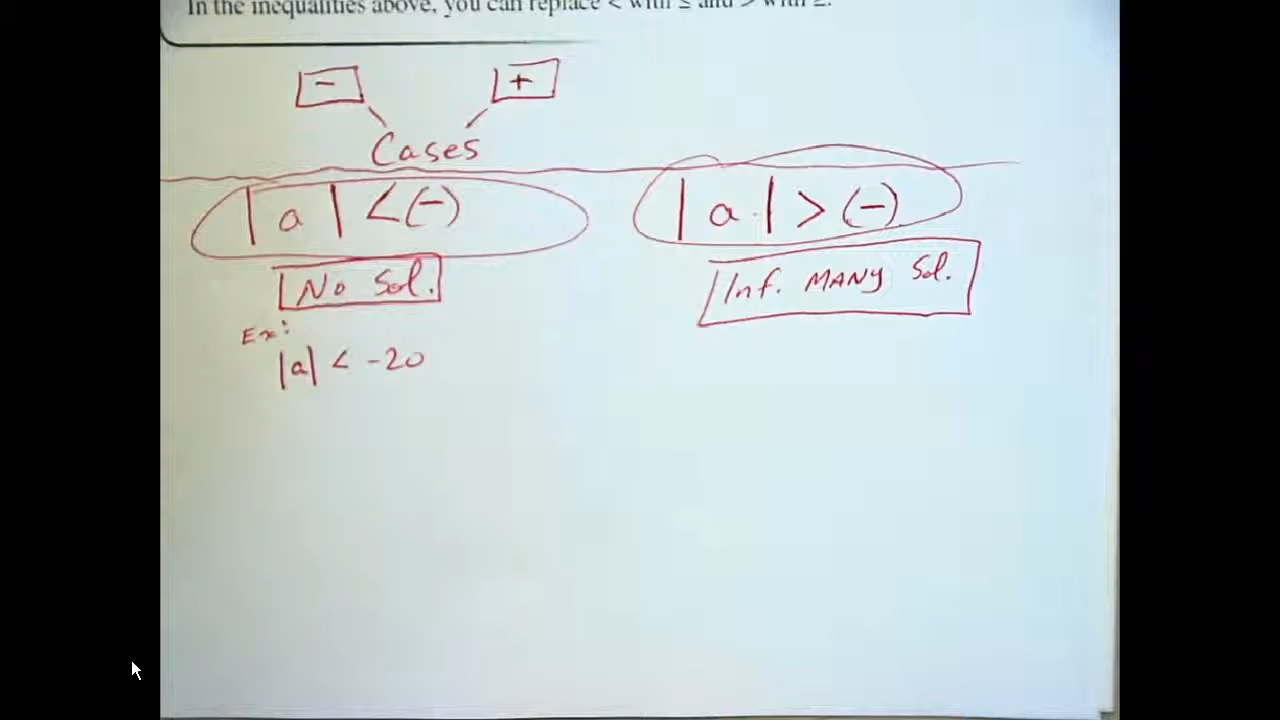 In the inequalities above, you can replace < with ≤ and > with ≥.
- +
Cases
|a| < (-) |a| > (-)
No Sol. Inf. MANY Sol.
Ex:
|a| < -20